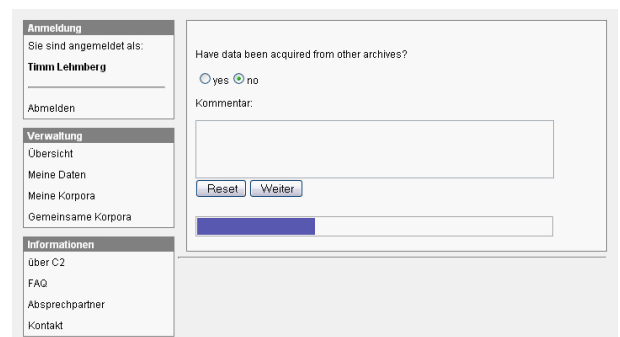 Anmeldung
Sie sind angemeldet als:
Timm Lehmberg
Abmelden
Verwaltung
Übersicht
Meine Daten
Meine Korpora
Gemeinsame Korpora
Informationen
über C2
FAQ
Absprechpartner
Kontakt
Have data been acquired from other archives?
yes no
Kommentar:
Reset Weiter